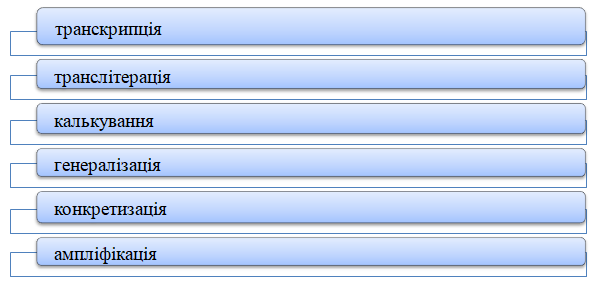 транскрипція
транслітерація
калькування
генералізація
конкретизація
ампліфікація